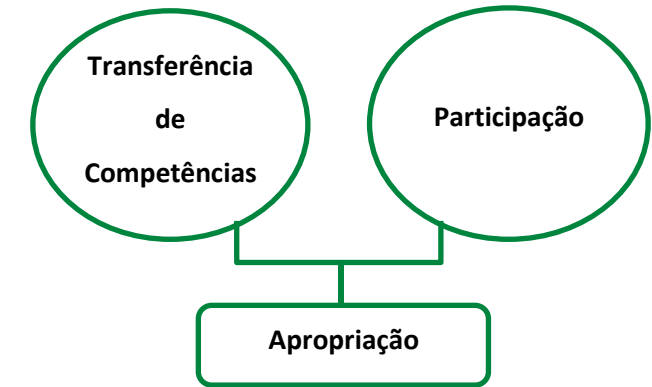 Transferência
de
Competências
Participação
Apropriação